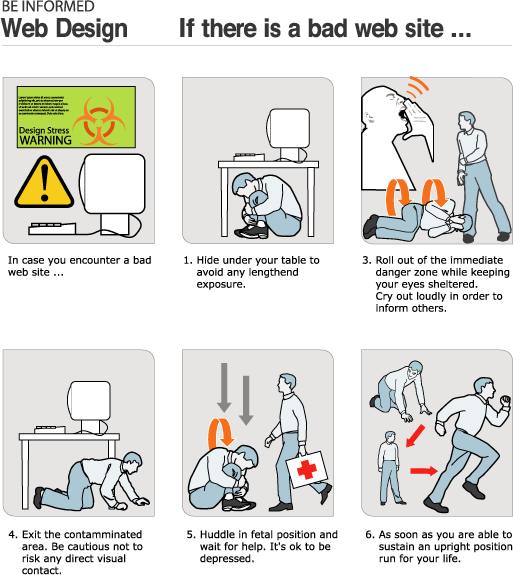 BE INFORMED
Web Design If there is a bad web site ...
Design Stress
WARNING
In case you encounter a bad
web site ...
1. Hide under your table to
avoid any lengthend
exposure.
3. Roll out of the immediate
danger zone while keeping
your eyes sheltered.
Cry out loudly in order to
inform others.
4. Exit the contamminated
area. Be cautious not to
risk any direct visual
contact.
5. Huddle in fetal position and
wait for help. It's ok to be
depressed.
6. As soon as you are able to
sustain an upright position
run for your life.